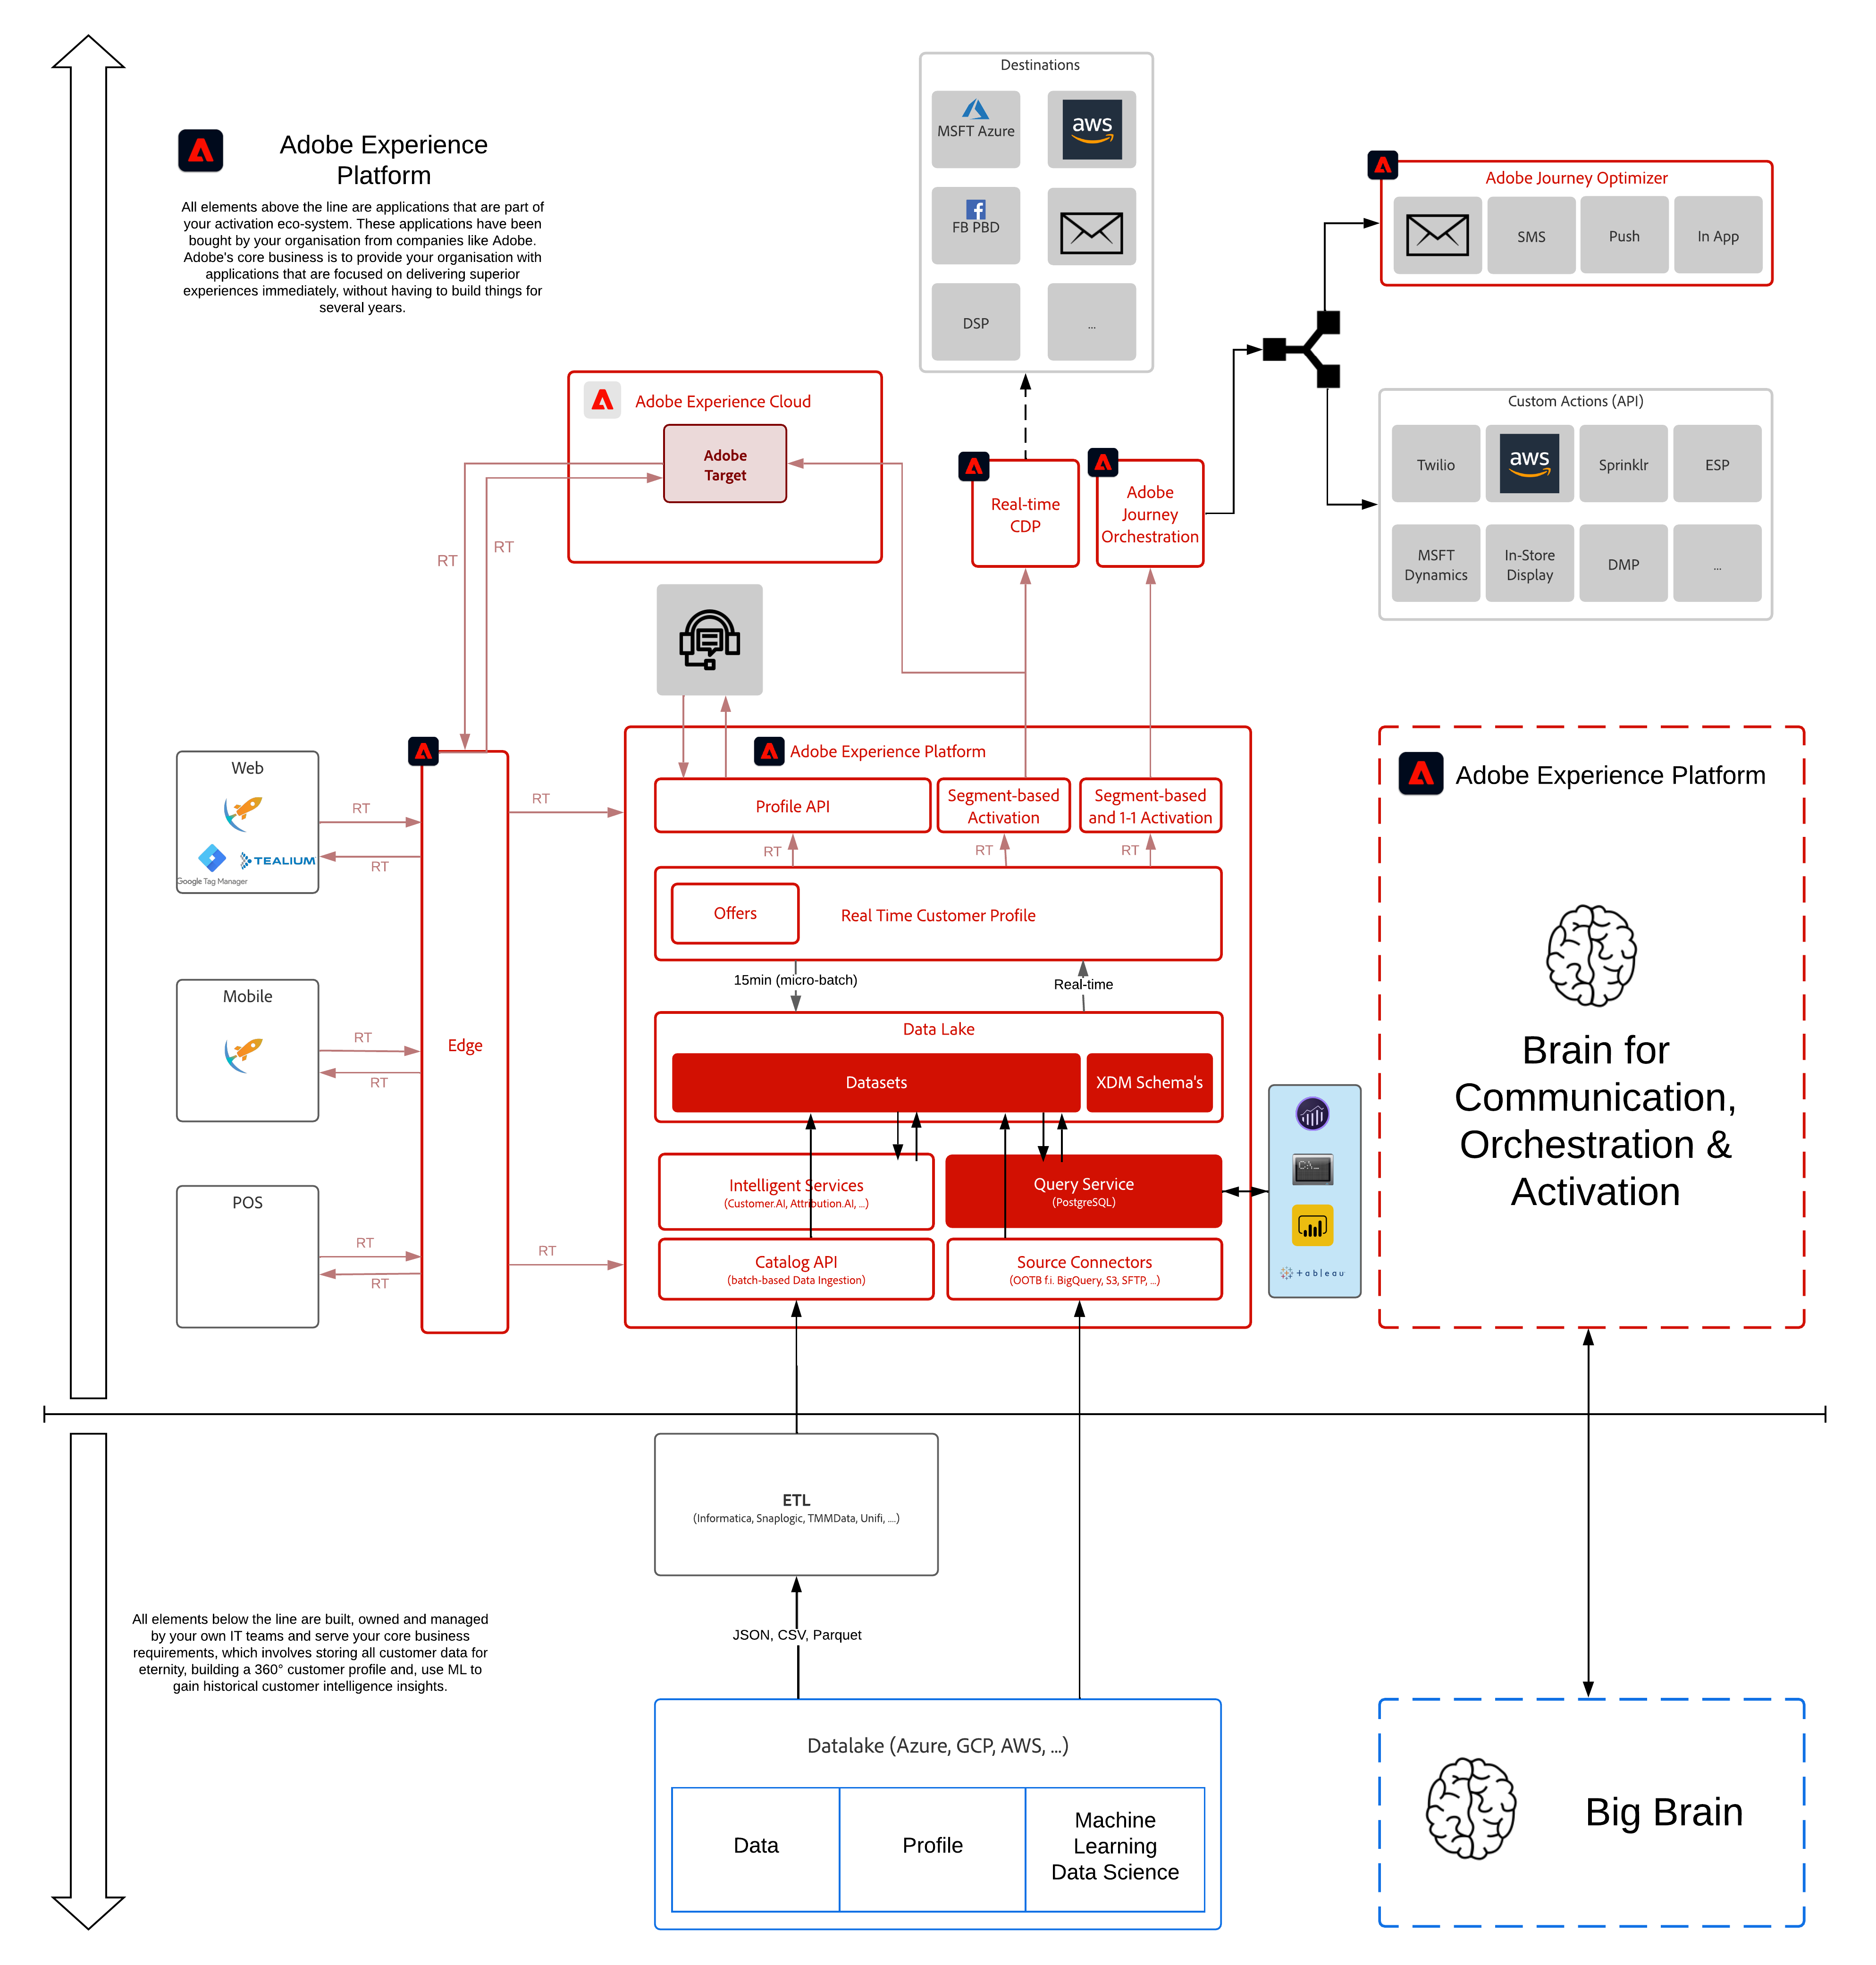 Destinations
MSFT Azure
aws
FB PBD
DSP
...
Adobe Experience
Platform
All elements above the line are applications that are part of
your activation eco-system. These applications have been
bought by your organisation from companies like Adobe.
Adobe's core business is to provide your organisation with
applications that are focused on delivering superior
experiences immediately, without having to build things for
several years.
Adobe Journey Optimizer
SMS
Push
In App
Adobe Experience Cloud
Adobe
Target
Real-time
CDP
Adobe
Journey
Orchestration
Custom Actions (API)
Twilio
aws
Sprinklr
ESP
MSFT
Dynamics
In-Store
Display
DMP
...
RT
RT
Web
TEALIUM
Google Tag Manager
RT
RT
Mobile
RT
RT
POS
RT
RT
Edge
RT
RT
Adobe Experience Platform
Profile API
Segment-based
Activation
Segment-based
and 1-1 Activation
RT
RT
RT
Offers
Real Time Customer Profile
15min (micro-batch)
Real-time
Data Lake
Datasets
XDM Schema's
Intelligent Services
(Customer.AI, Attribution.AI, ...)
Query Service
(PostgreSQL)
Catalog API
(batch-based Data Ingestion)
Source Connectors
(OOTB f.i. BigQuery, S3, SFTP, ...)
C:\_
+ableau
Adobe Experience Platform
Brain for
Communication,
Orchestration &
Activation
ETL
(Informatica, Snaplogic, TMMData, Unifi, ....)
JSON, CSV, Parquet
All elements below the line are built, owned and managed
by your own IT teams and serve your core business
requirements, which involves storing all customer data for
eternity, building a 360° customer profile and, use ML to
gain historical customer intelligence insights.
Datalake (Azure, GCP, AWS, ...)
Data
Profile
Machine
Learning
Data Science
Big Brain